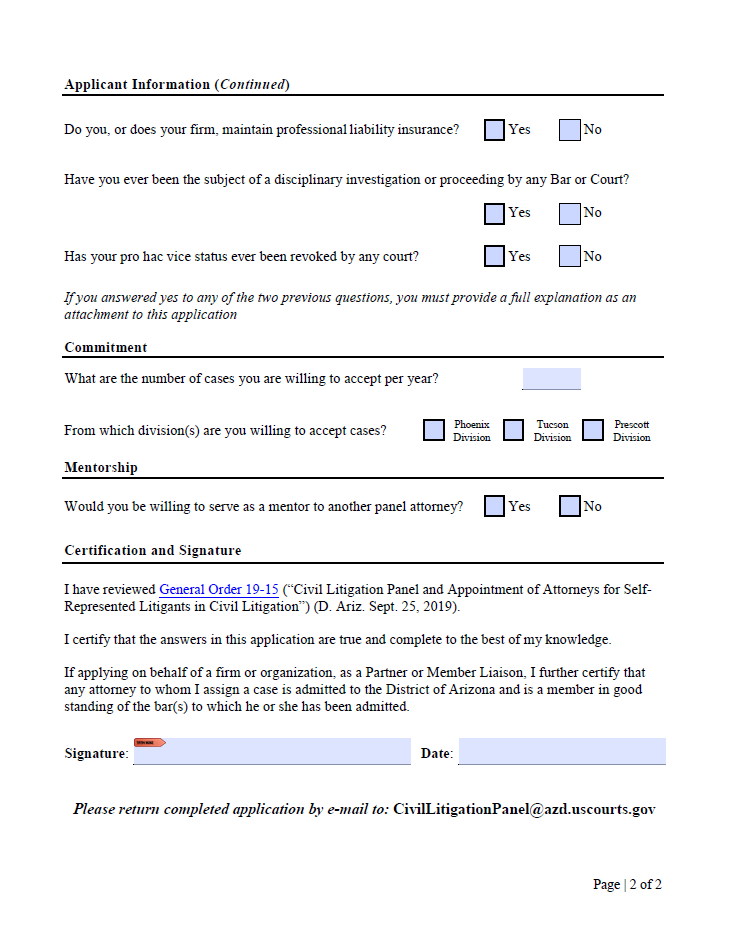 Applicant Information (Continued)
Do you, or does your firm, maintain professional liability insurance? Yes No
Have you ever been the subject of a disciplinary investigation or proceeding by any Bar or Court?
Yes No
Has your pro hac vice status ever been revoked by any court? Yes No
If you answered yes to any of the two previous questions, you must provide a full explanation as an
attachment to this application
Commitment
What are the number of cases you are willing to accept per year?
From which division(s) are you willing to accept cases? Phoenix Division Tucson Division Prescott Division
Mentorship
Would you be willing to serve as a mentor to another panel attorney? Yes No
Certification and Signature
I have reviewed General Order 19-15 (“Civil Litigation Panel and Appointment of Attorneys for Self-
Represented Litigants in Civil Litigation”) (D. Ariz. Sept. 25, 2019).
I certify that the answers in this application are true and complete to the best of my knowledge.
If applying on behalf of a firm or organization, as a Partner or Member Liaison, I further certify that
any attorney to whom I assign a case is admitted to the District of Arizona and is a member in good
standing of the bar(s) to which he or she has been admitted.
Signature: Date:
Please return completed application by e-mail to: CivilLitigationPanel@azd.uscourts.gov
Page | 2 of 2